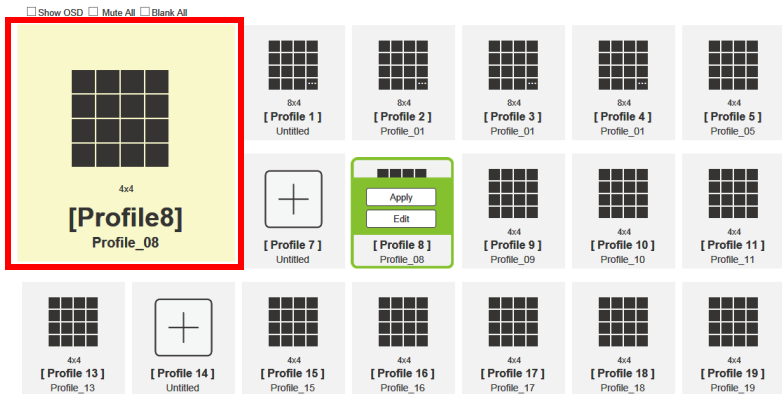 Show OSD Mute All Blank All
4x4
[Profile8]
Profile_08
8x4
[ Profile 1 ]
Untitled
8x4
[ Profile 2 ]
Profile_01
8x4
[ Profile 3 ]
Profile_01
8x4
[ Profile 4 ]
Profile_01
4x4
[ Profile 5 ]
Profile_05
[ Profile 7 ]
Untitled
Apply
Edit
[ Profile 8 ]
Profile_08
4x4
[ Profile 9 ]
Profile_09
4x4
[ Profile 10 ]
Profile_10
4x4
[ Profile 11 ]
Profile_11
4x4
[ Profile 13 ]
Profile_13
[ Profile 14 ]
Untitled
4x4
[ Profile 15 ]
Profile_15
4x4
[ Profile 16 ]
Profile_16
4x4
[ Profile 17 ]
Profile_17
4x4
[ Profile 18 ]
Profile_18
4x4
[ Profile 19 ]
Profile_19